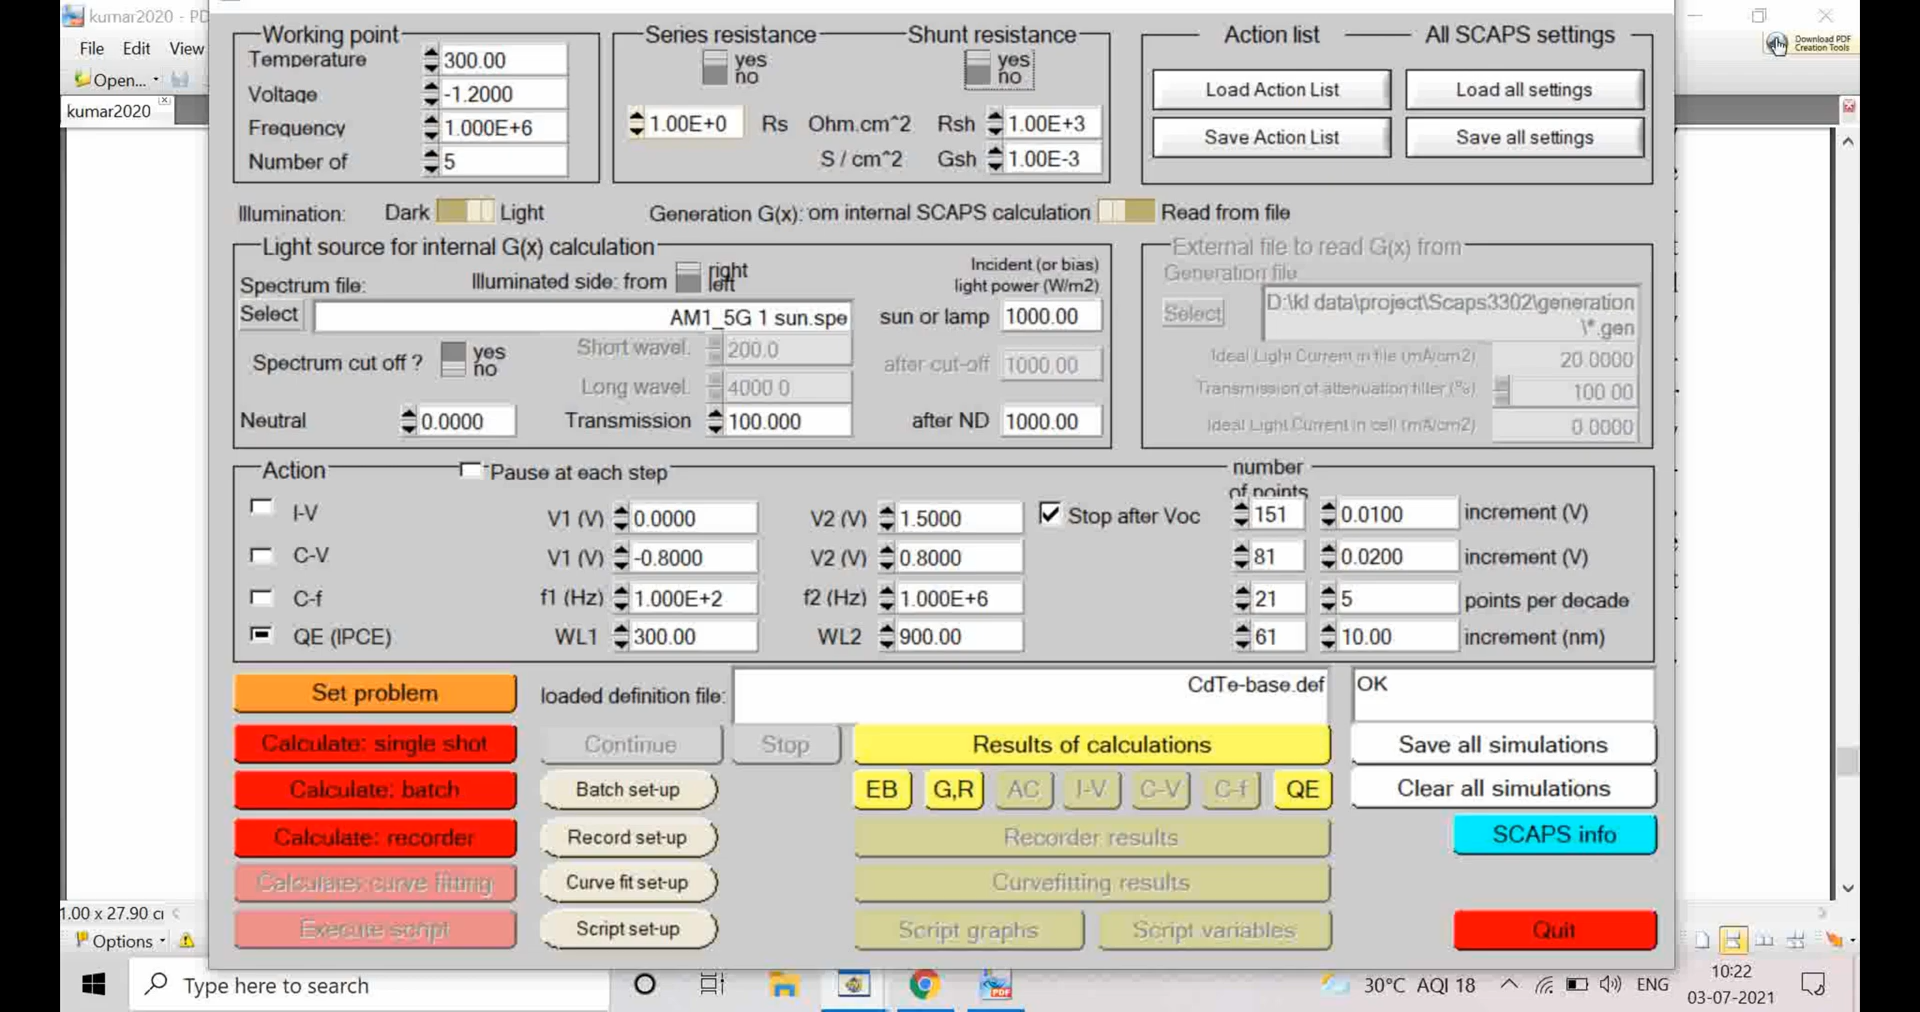 kumar2020 - PD
File Edit View
Open...
kumar2020
Download PDF
Creation Tools
Working point
Temperature 300.00
Voltage -1.2000
Frequency 1.000E+6
Number of 5
Series resistance
yes
no
Shunt resistance
yes
no
1.00E+0 Rs Ohm.cm^2 Rsh 1.00E+3
S / cm^2 Gsh 1.00E-3
Action list
All SCAPS settings
Load Action List
Load all settings
Save Action List
Save all settings
Illumination: Dark Light
Generation G(x): om internal SCAPS calculation Read from file
Light source for internal G(x) calculation
Spectrum file:
Illuminated side: from right
left
Incident (or bias)
light power (W/m2)
Select AM1_5G 1 sun.spe sun or lamp 1000.00
Spectrum cut off ? yes
no
Short wavel. 200.0
after cut-off 1000.00
Long wavel. 4000.0
Neutral 0.0000 Transmission 100.000 after ND 1000.00
External file to read G(x) from
Generation file
Select D:\kl data\project\Scaps3302\generation
\*.gen
Ideal Light Current in file (mA/cm2) 20.0000
Transmission of attenuation filter (%) 100.00
Ideal Light Current in cell (mA/cm2) 0.0000
Action Pause at each step
number
of points
I-V V1 (V) 0.0000 V2 (V) 1.5000 Stop after Voc 151 0.0100 increment (V)
C-V V1 (V) -0.8000 V2 (V) 0.8000 81 0.0200 increment (V)
C-f f1 (Hz) 1.000E+2 f2 (Hz) 1.000E+6 21 5 points per decade
QE (IPCE) WL1 300.00 WL2 900.00 61 10.00 increment (nm)
Set problem loaded definition file: CdTe-base.def OK
Calculate: single shot Continue Stop Results of calculations Save all simulations
Calculate: batch Batch set-up EB G,R AC I-V C-V C-f QE Clear all simulations
Calculate: recorder Record set-up Recorder results SCAPS info
Calculate: curve fitting Curve fit set-up Curvefitting results
Execute script Script set-up Script graphs Script variables Quit
1.00 x 27.90 c
Options
Type here to search
30°C AQI 18 ENG
10:22
03-07-2021